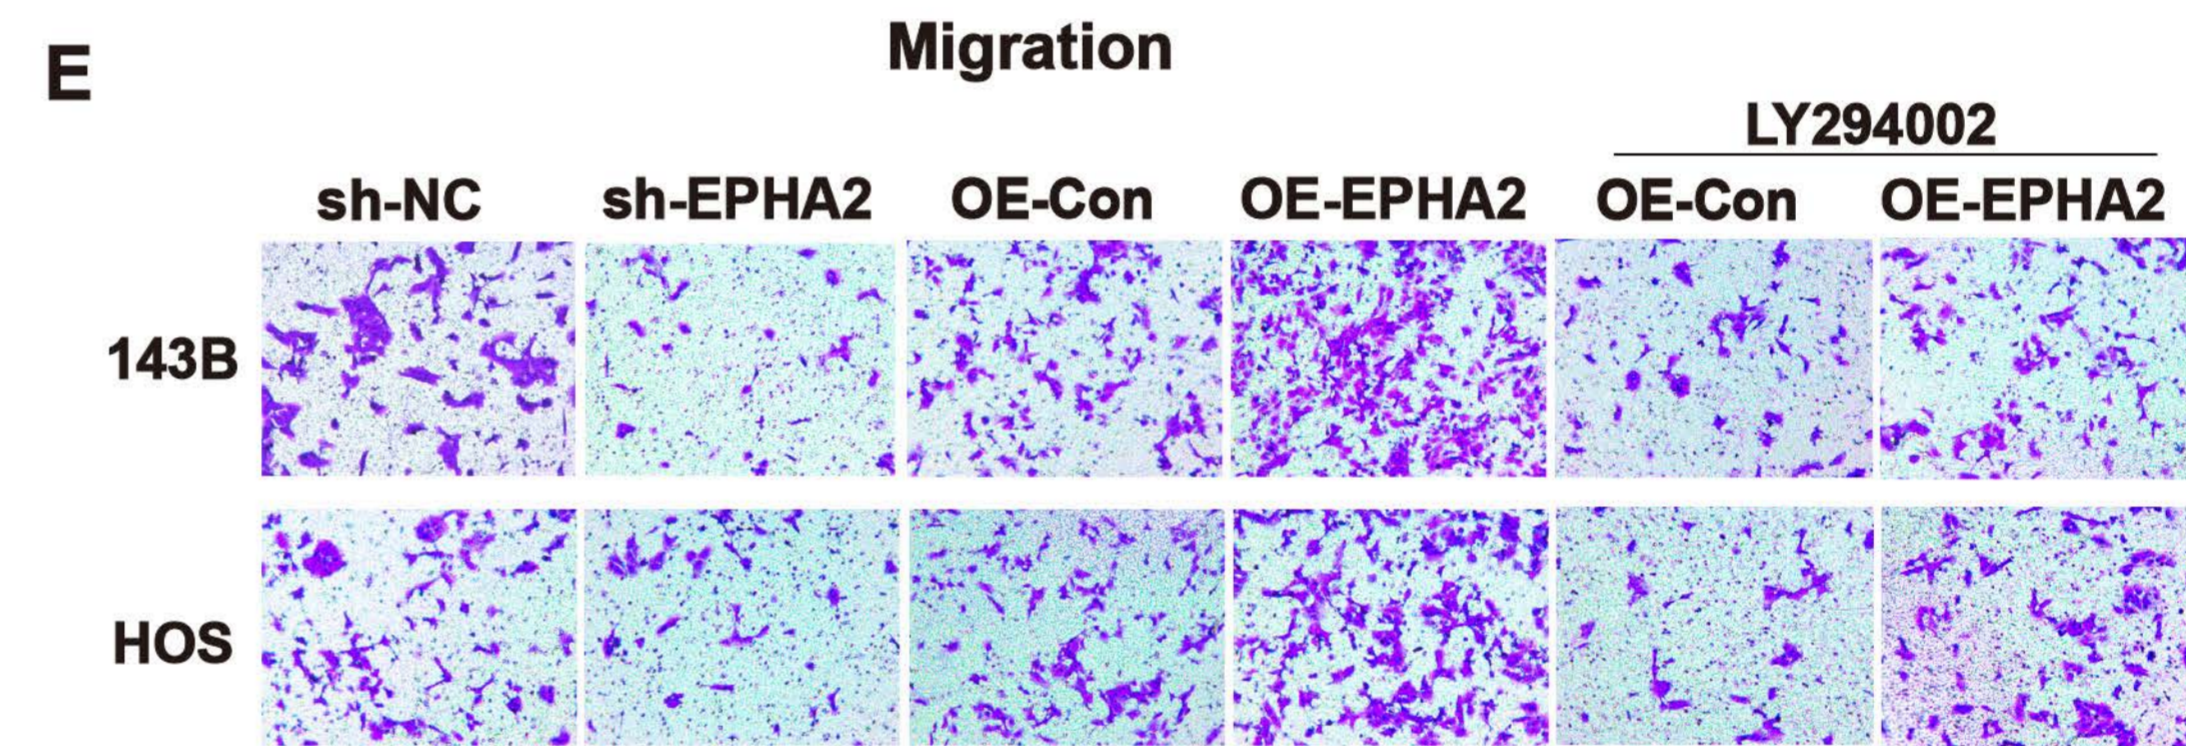 E
Migration
LY294002
sh-NC sh-EPHA2 OE-Con OE-EPHA2 OE-Con OE-EPHA2
143B
HOS